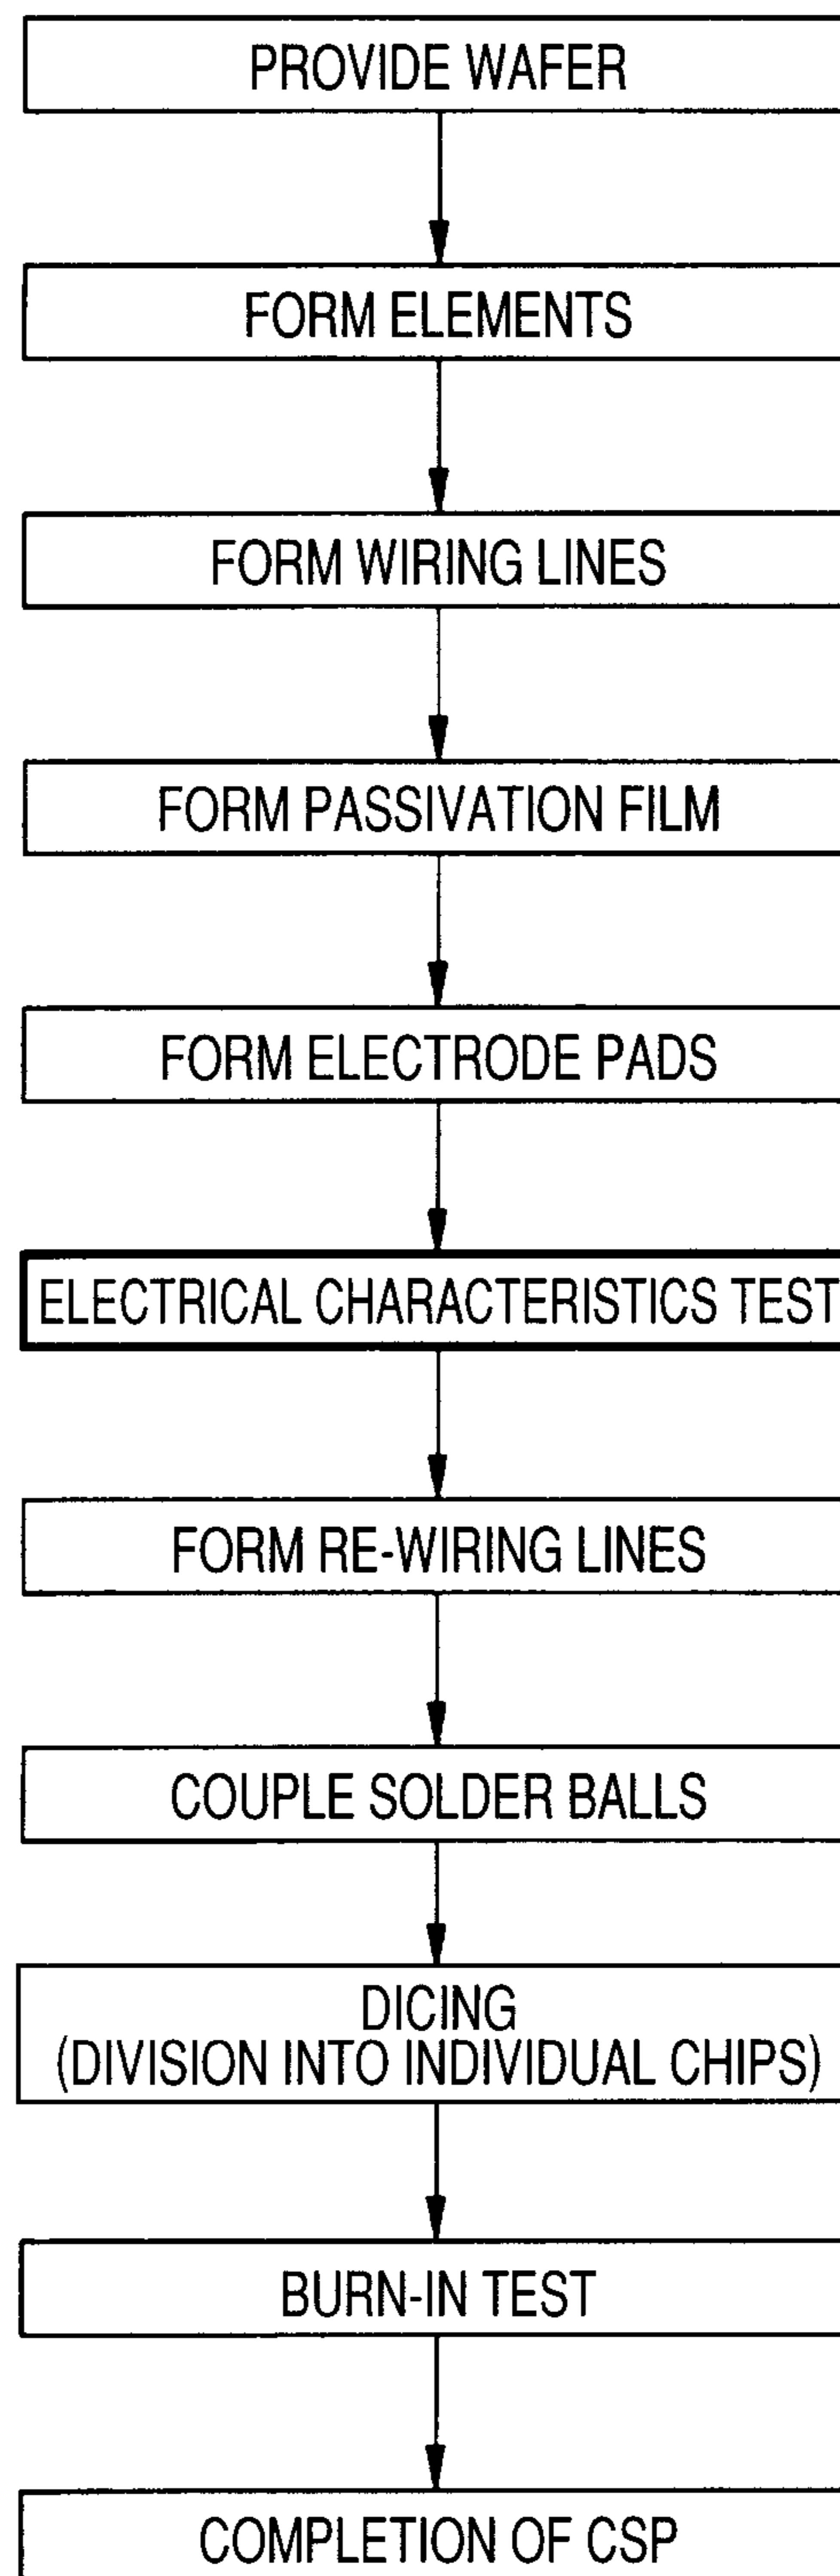 PROVIDE WAFER
FORM ELEMENTS
FORM WIRING LINES
FORM PASSIVATION FILM
FORM ELECTRODE PADS
ELECTRICAL CHARACTERISTICS TEST
FORM RE-WIRING LINES
COUPLE SOLDER BALLS
DICING
(DIVISION INTO INDIVIDUAL CHIPS)
BURN-IN TEST
COMPLETION OF CSP